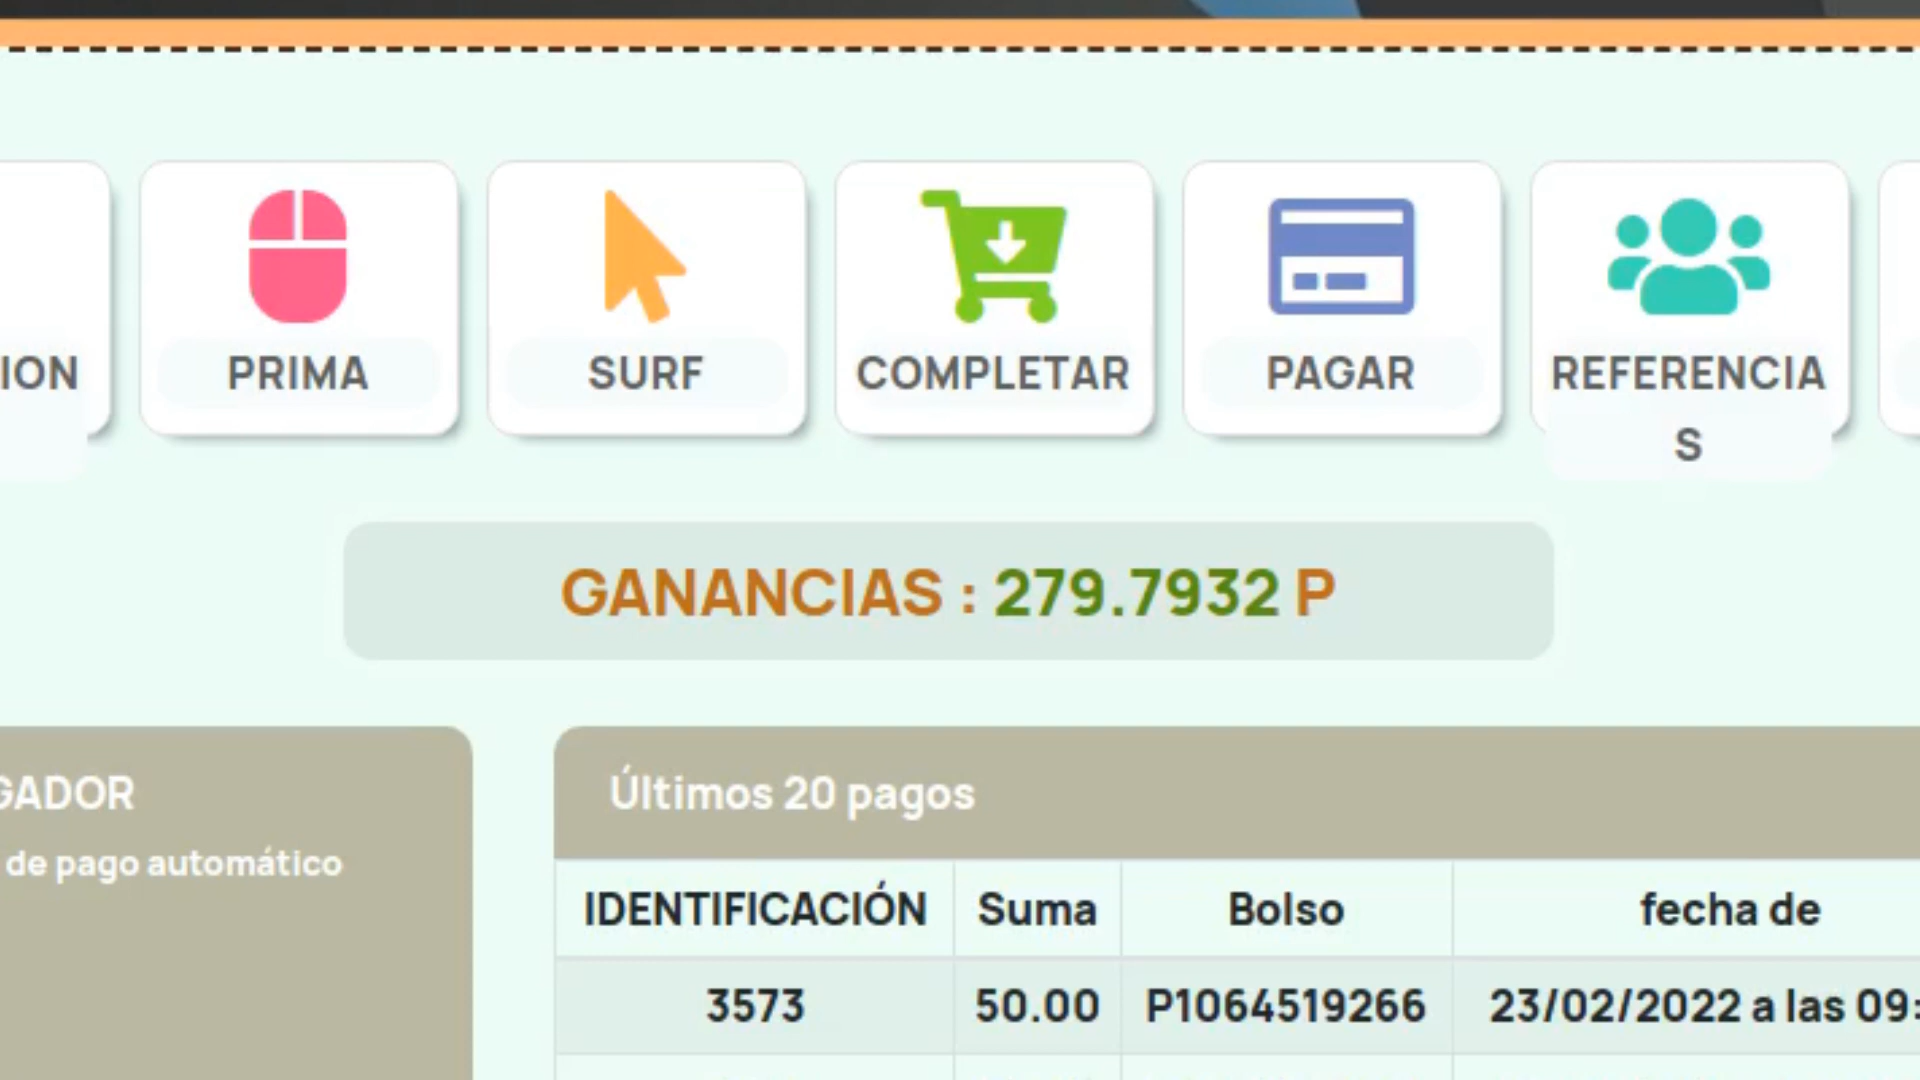 ION
PRIMA
SURF
COMPLETAR
PAGAR
REFERENCIA
S
GANANCIAS : 279.7932 P
GADOR
de pago automático
Últimos 20 pagos
IDENTIFICACIÓN Suma Bolso fecha de
3573 50.00 P1064519266 23/02/2022 a las 09: